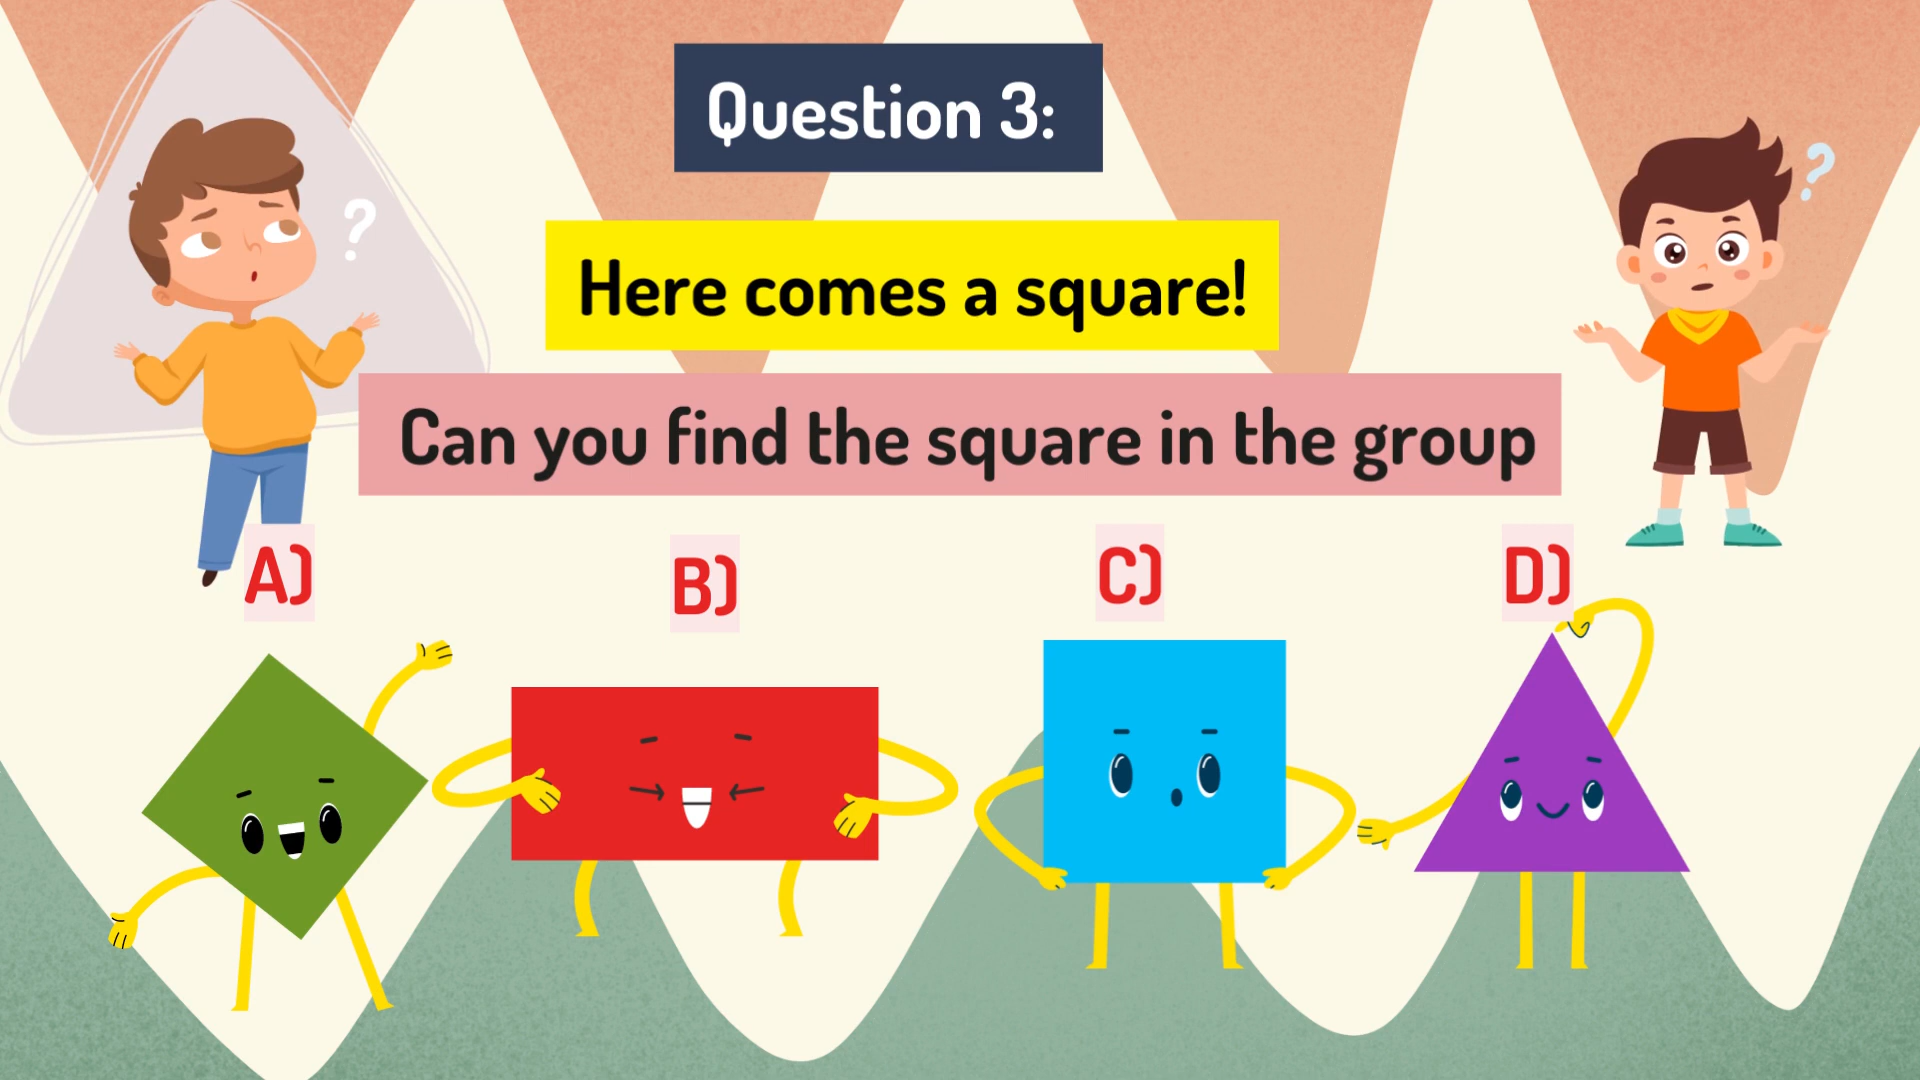 Question 3:
Here comes a square!
Can you find the square in the group
A)
B)
C)
D)
?
?